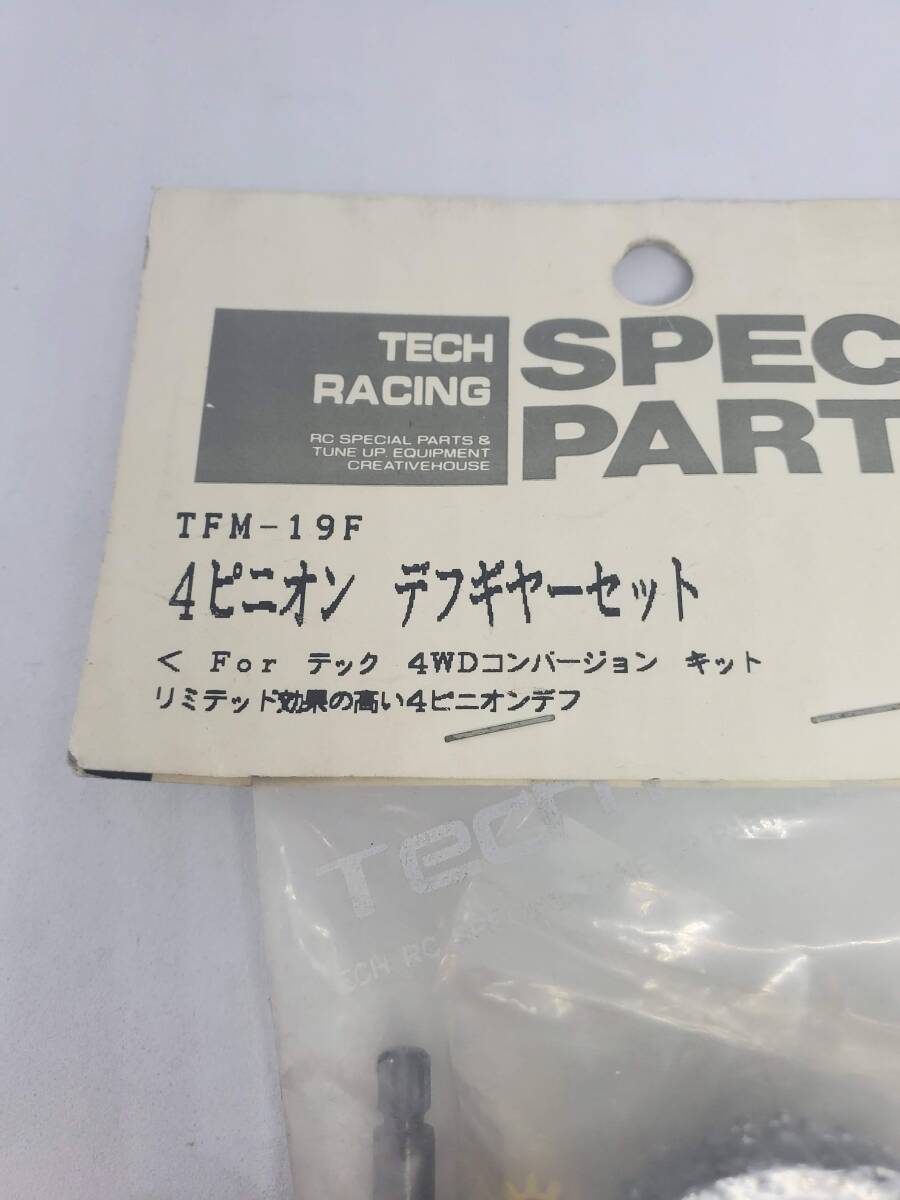 TECH
RACING
RC SPECIAL PARTS &
TUNE UP. EQUIPMENT
CREATIVEHOUSE
SPEC
PART
TFM-19F
4ピニオン デフギヤーセット
< For テック 4WDコンバージョン キット
リミテッド効果の高い4ピニオンデフ
Tech